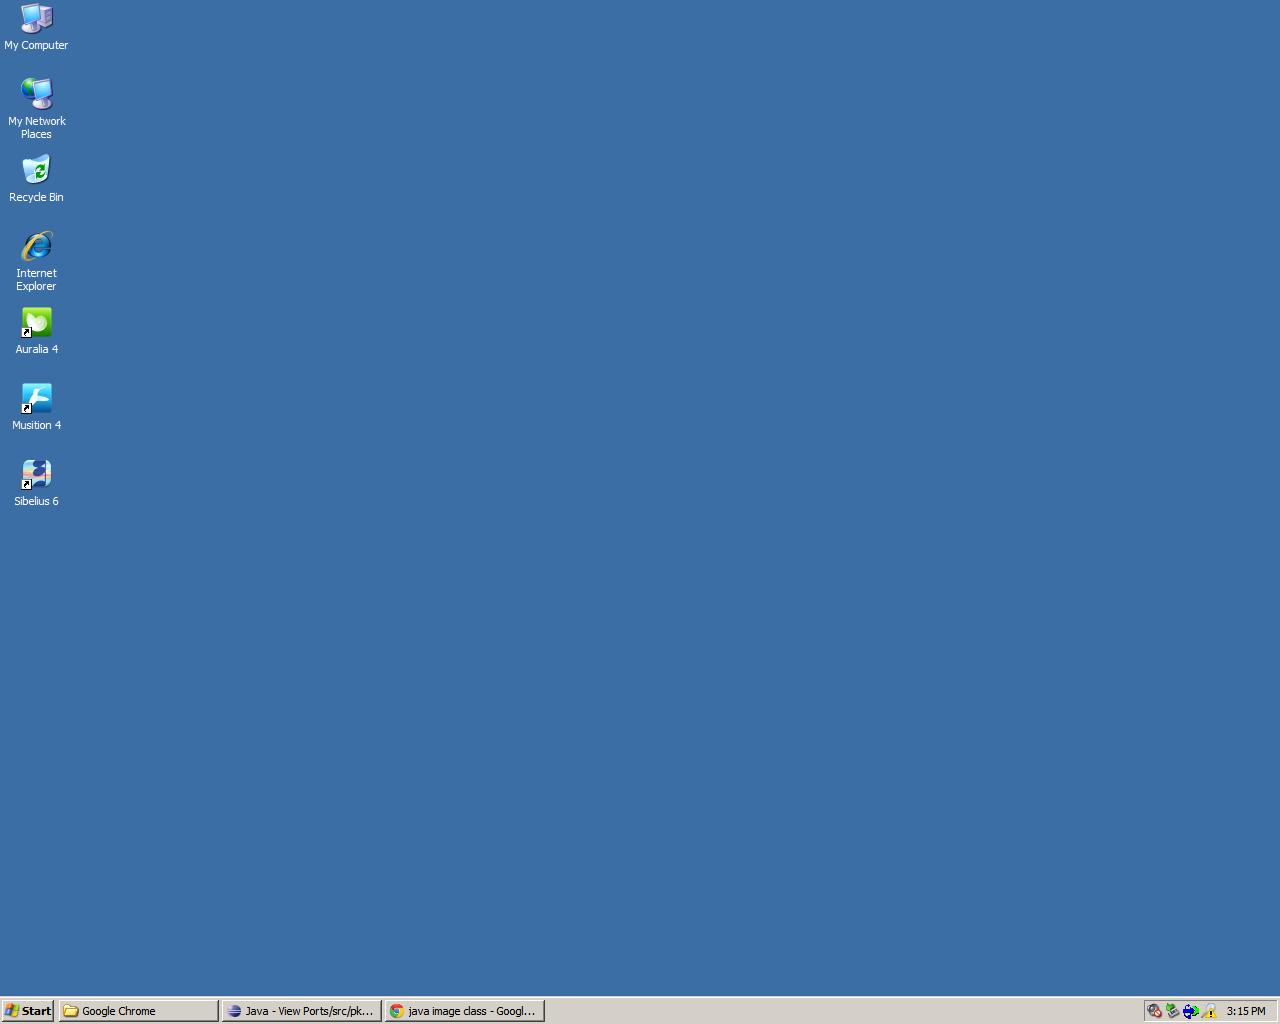 My Computer
My Network
Places
Recycle Bin
Internet
Explorer
Auralia 4
Musition 4
Sibelius 6
Start
Google Chrome
Java - View Ports/src/pk...
java image class - Googl...
3:15 PM